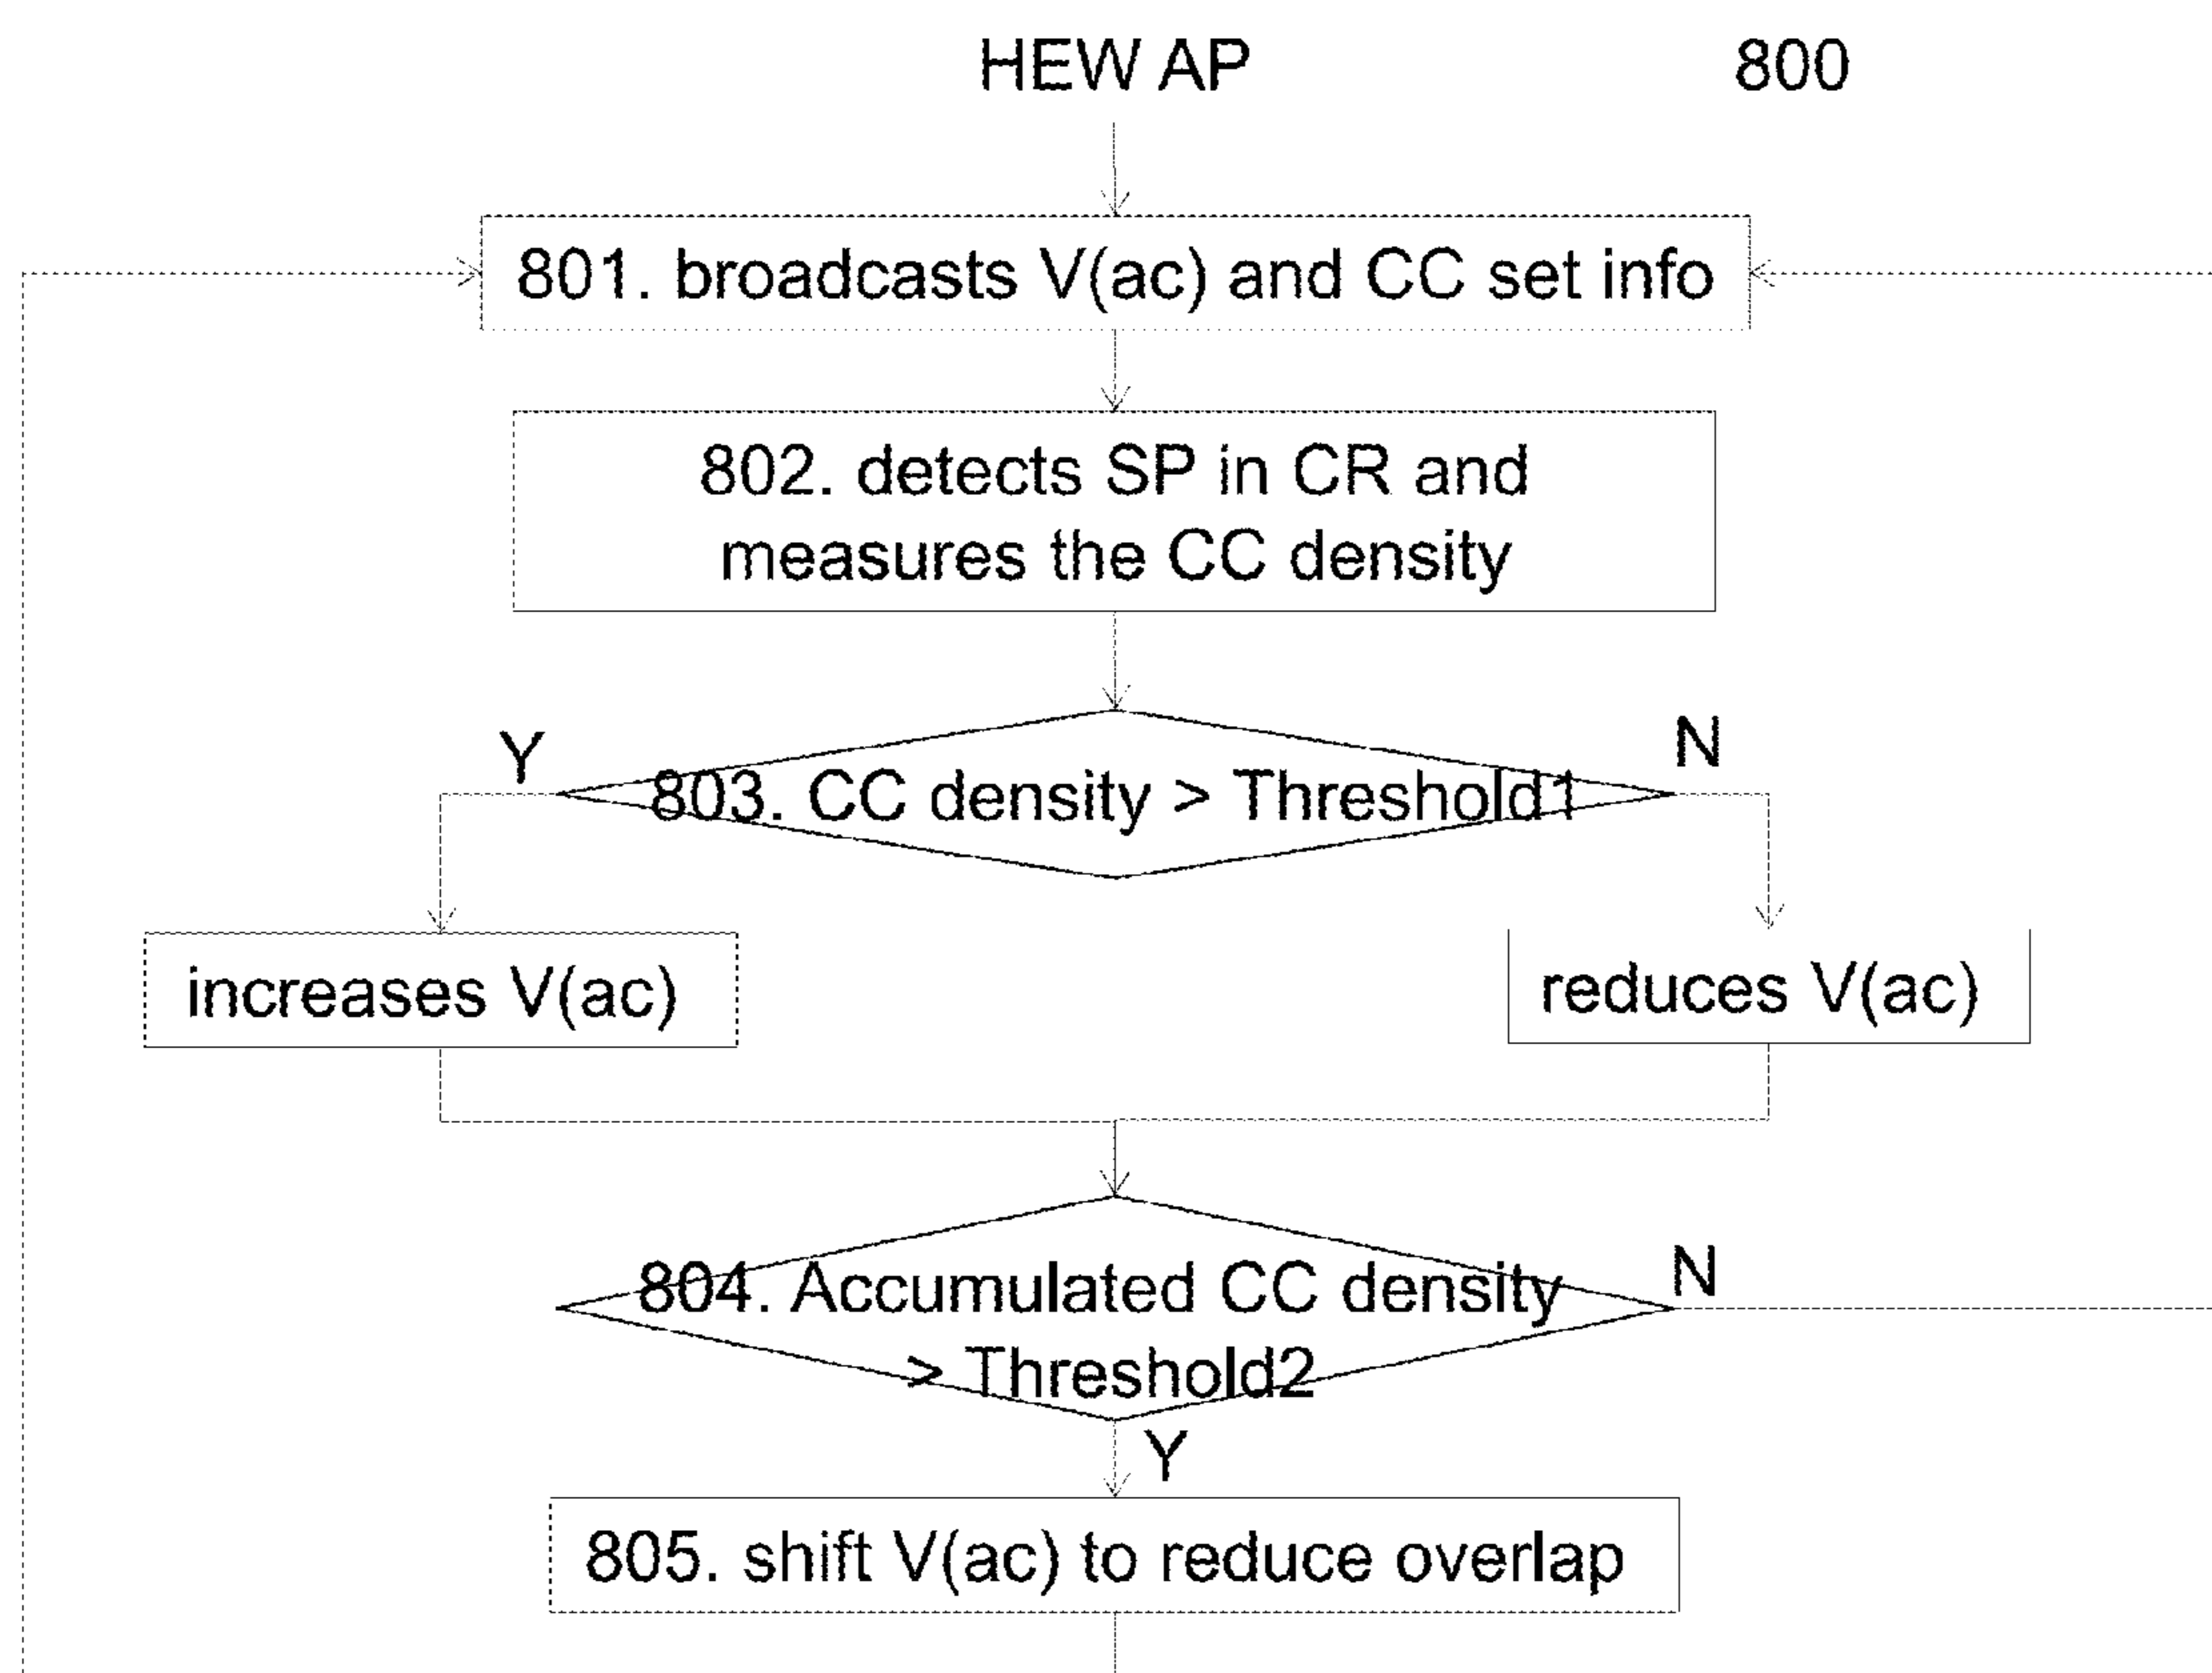 HEW AP
800
801. broadcasts V(ac) and CC set info
802. detects SP in CR and
measures the CC density
Y
N
803. CC density > Threshold1
increases V(ac)
reduces V(ac)
804. Accumulated CC density
> Threshold2
N
Y
805. shift V(ac) to reduce overlap